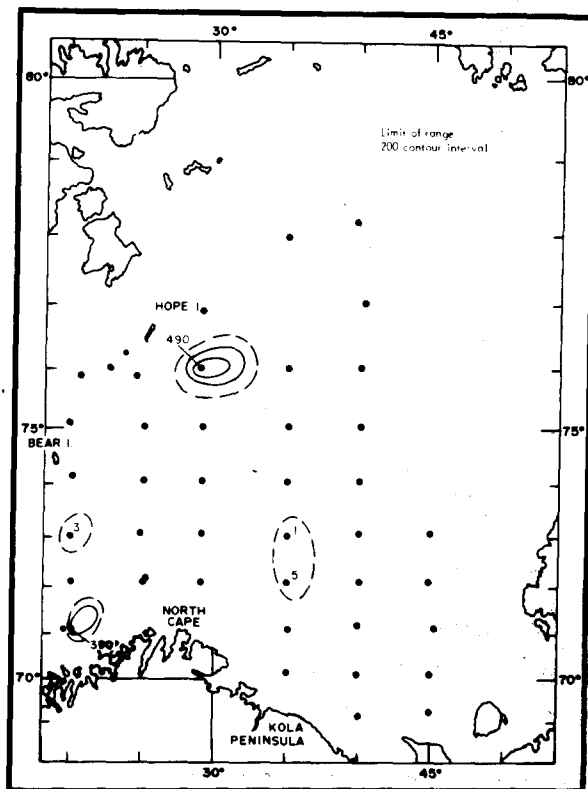 30° 45°
80° 80°
Limit of range
200 contour interval
HOPE I.
490
75° 75°
BEAR I.
3 1
5
NORTH
CAPE
390
70° 70°
KOLA
PENINSULA
30° 45°